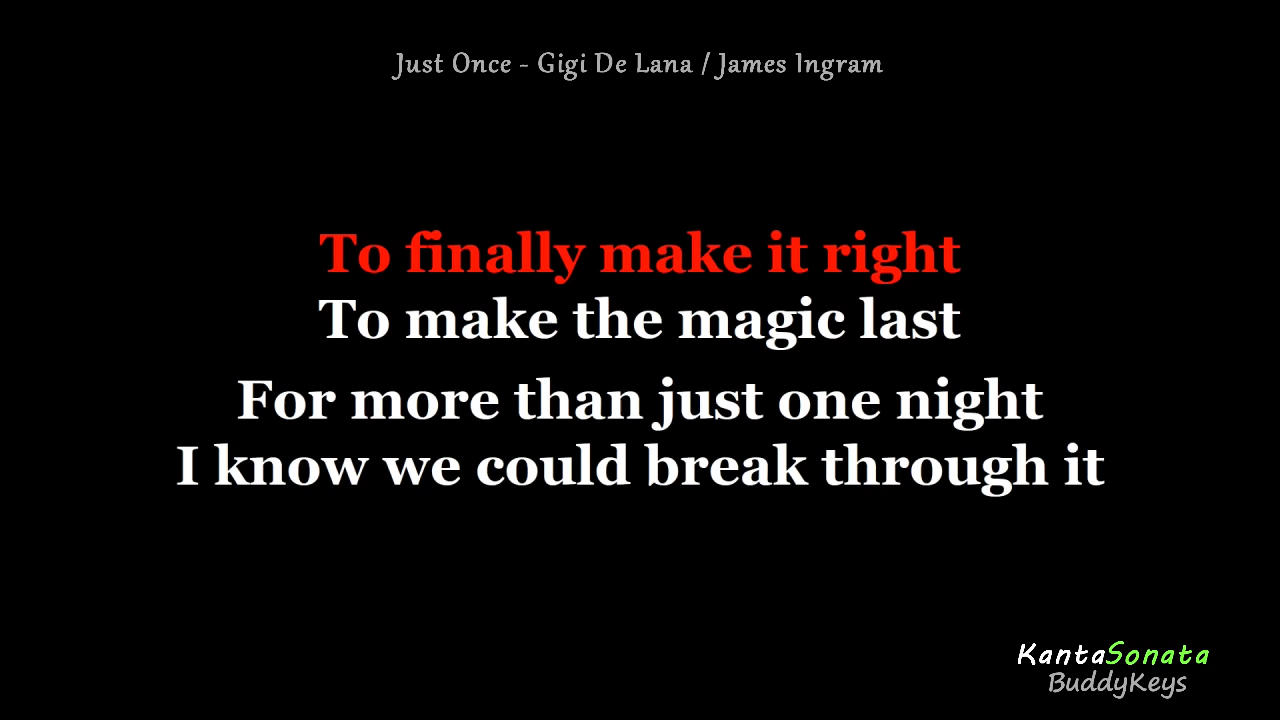 Just Once - Gigi De Lana / James Ingram
To finally make it right
To make the magic last
For more than just one night
I know we could break through it
KantaSonata
BuddyKeys